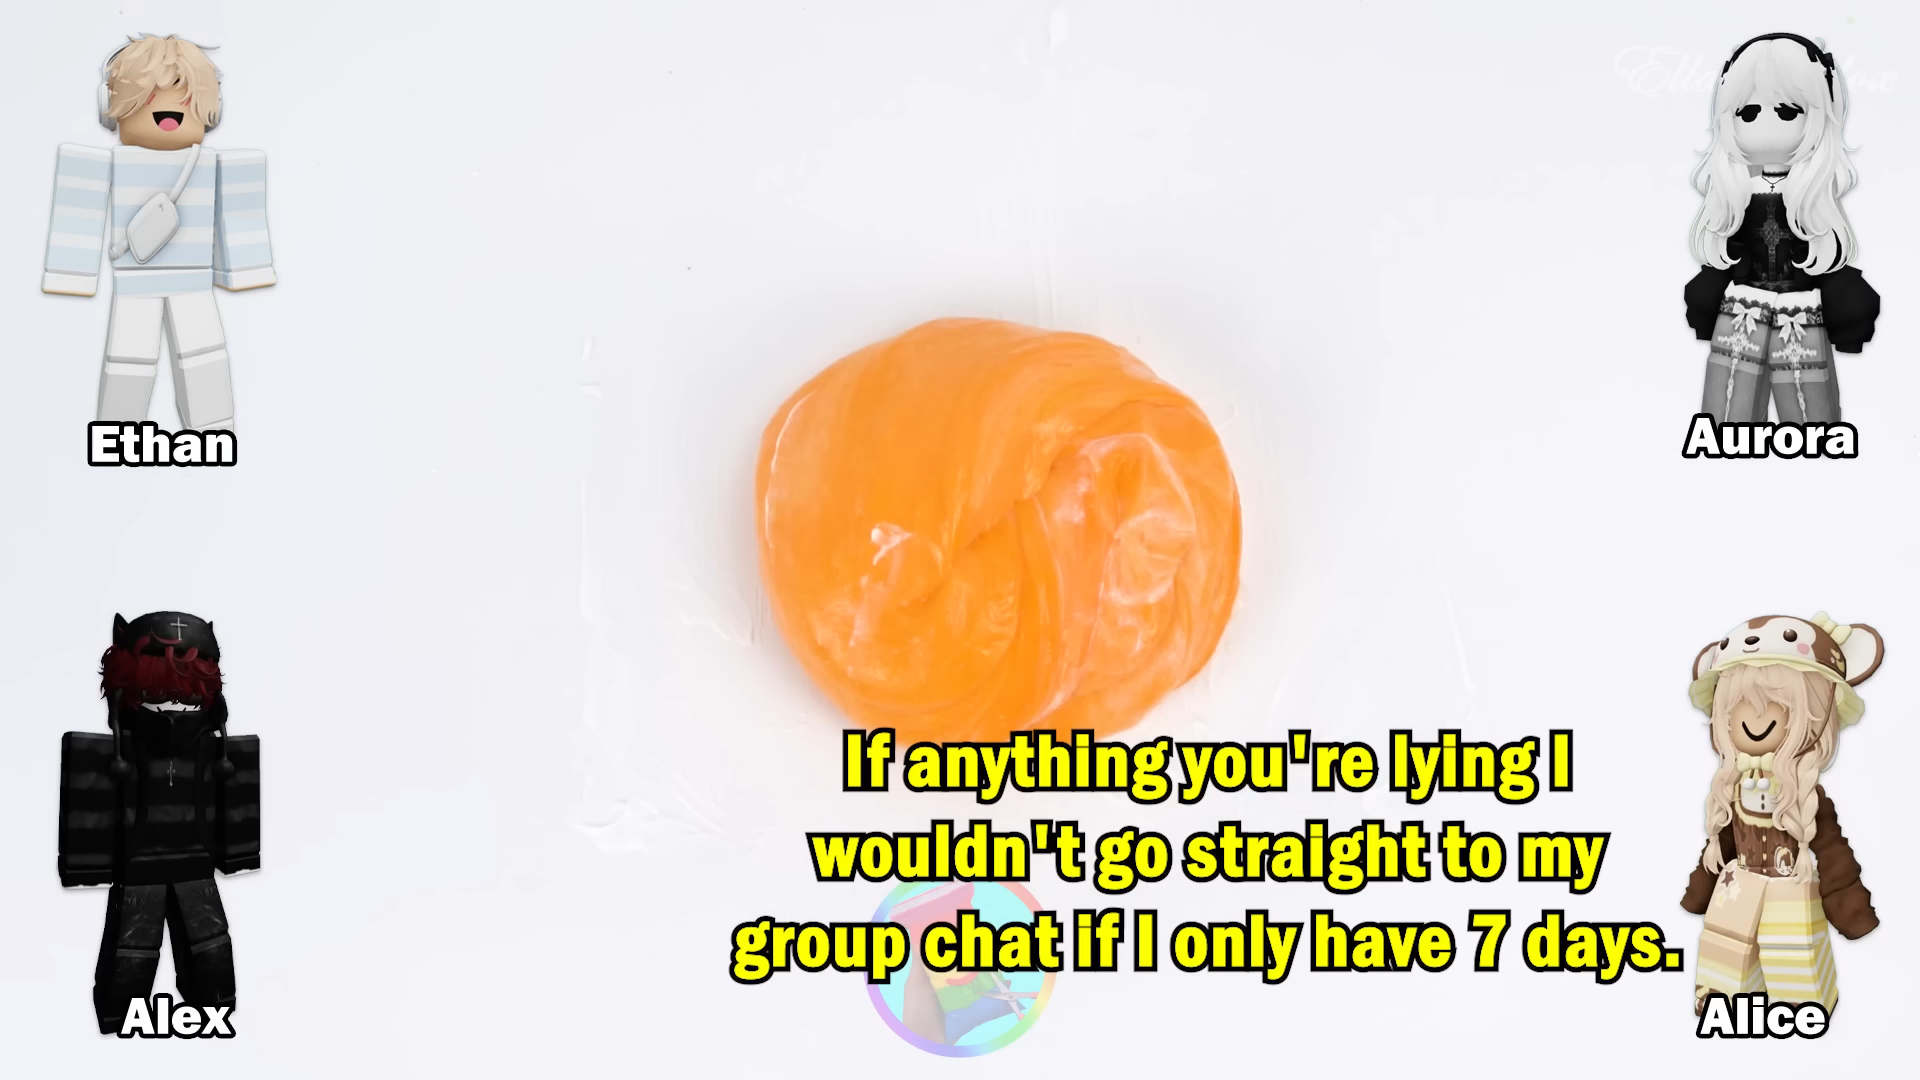 Ethan
Aurora
If anything you're lying I
wouldn't go straight to my
group chat if I only have 7 days.
Alex
Alice